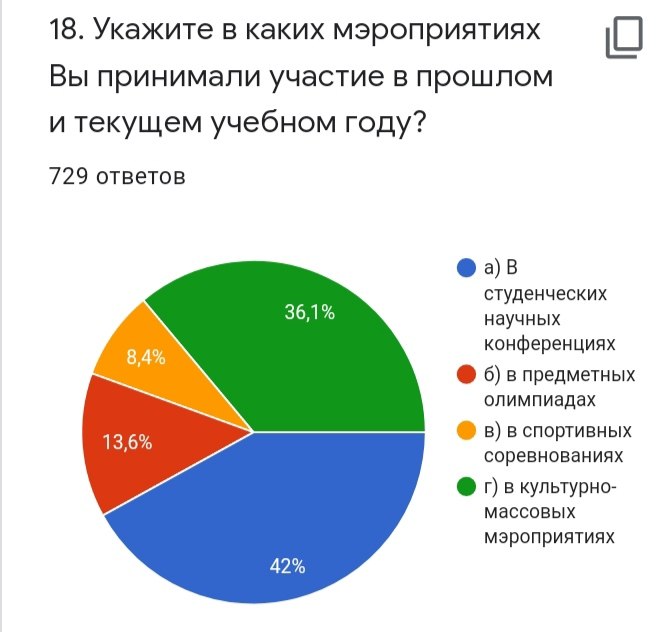 18. Укажите в каких мэроприятиях
Вы принимали участие в прошлом
и текущем учебном году?
729 ответов
36,1%
8,4%
13,6%
42%
а) В
студенческих
научных
конференциях
б) в предметных
олимпиадах
в) в спортивных
соревнованиях
г) в культурно-
массовых
мэроприятиях